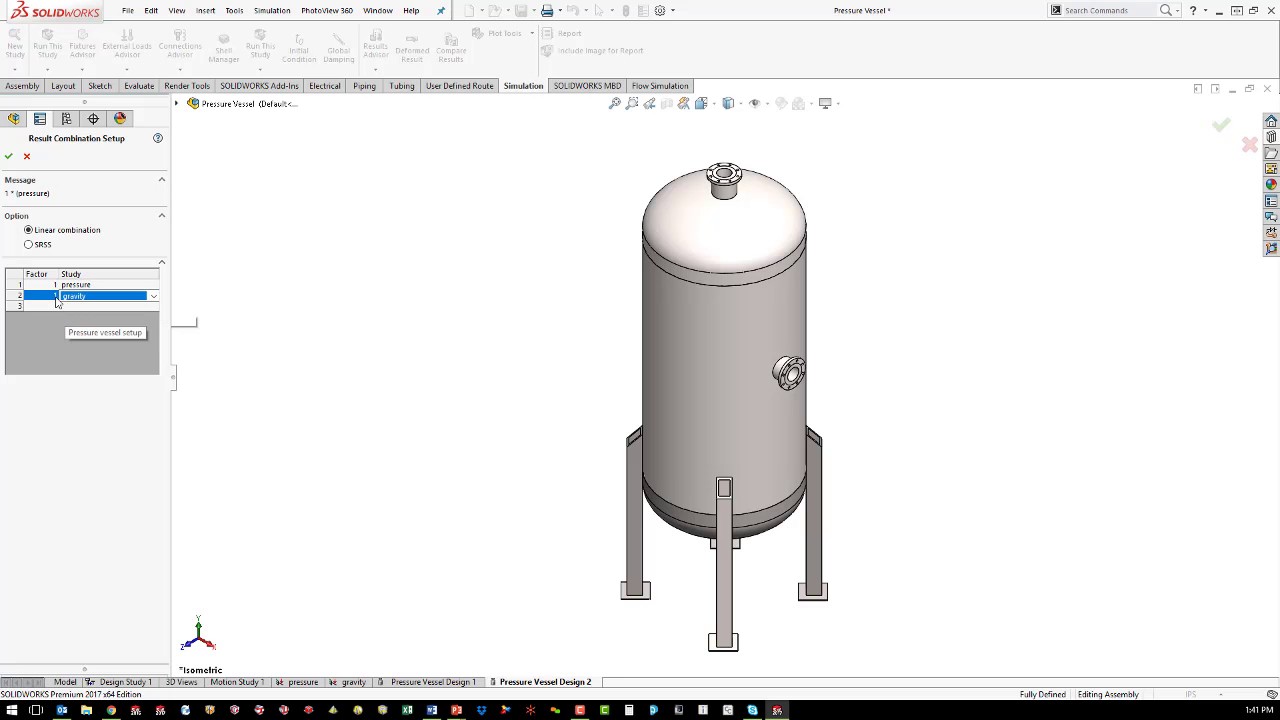 SOLIDWORKS
File Edit View Insert Tools Simulation PhotoView 360 Window Help
Pressure Vessel *
Search Commands
New Study
Run This Study
Fixtures Advisor
External Loads Advisor
Connections Advisor
Shell Manager
Run This Study
Initial Condition
Global Damping
Results Advisor
Deformed Result
Compare Results
Plot Tools
Report
Include Image for Report
Assembly Layout Sketch Evaluate Render Tools SOLIDWORKS Add-Ins Electrical Piping Tubing User Defined Route Simulation SOLIDWORKS MBD Flow Simulation
Pressure Vessel (Default<...
Result Combination Setup
Message
1 * (pressure)
Option
Linear combination
SRSS
Factor Study
1 1 pressure
2 1 gravity
3
Pressure vessel setup
Y
Z X
*Isometric
Model Design Study 1 3D Views Motion Study 1 pressure gravity Pressure Vessel Design 1 Pressure Vessel Design 2
SOLIDWORKS Premium 2017 x64 Edition
Fully Defined Editing Assembly IPS
1:41 PM